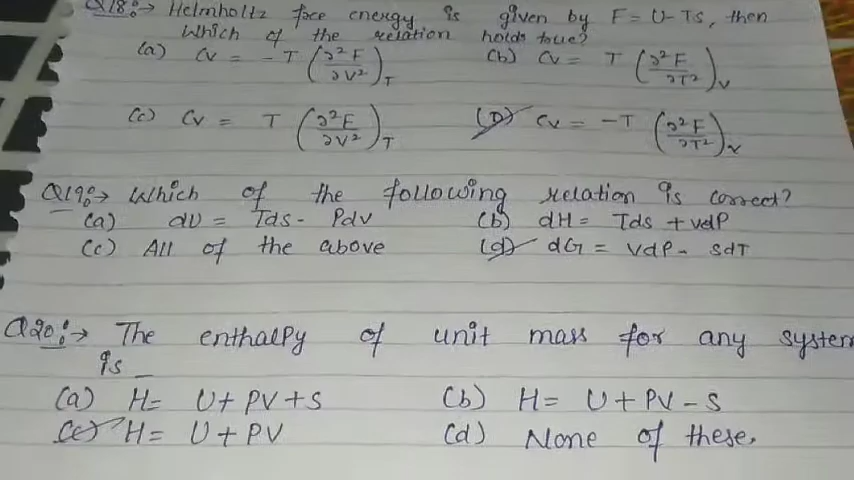 Q18:→ Helmholtz free energy is given by F = U - TS, then
Which of the relation holds true?
(a) Cv = - T (∂²F/∂V²)T (b) Cv = T (∂²F/∂T²)V
(c) Cv = T (∂²F/∂V²)T (D) Cv = - T (∂²F/∂T²)V
Q19:→ Which of the following relation is correct?
(a) dU = Tds - Pdv (b) dH = Tds + vdP
(c) All of the above (d) dG = VdP - SdT
Q20:→ The enthalpy of unit mass for any system
is _
(a) H= U+PV+S (b) H= U+PV-S
(c) H= U+PV (d) None of these.